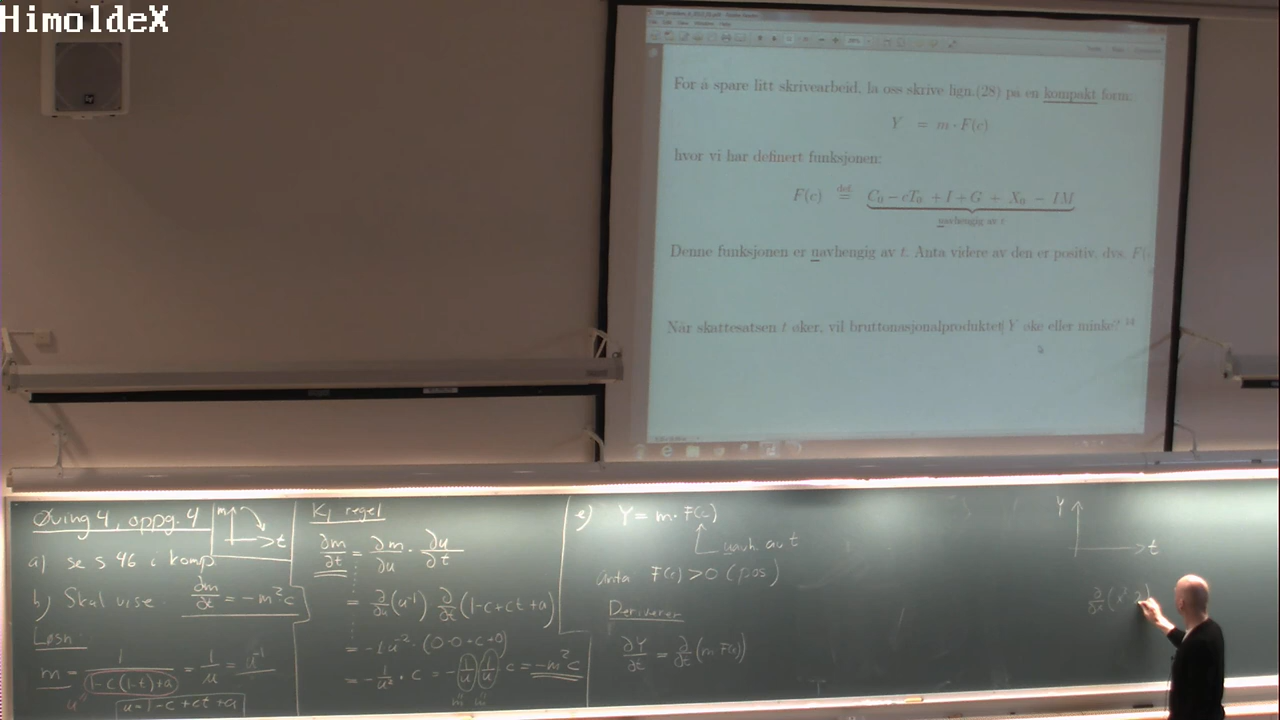 HimoldeX
For å spare litt skrivearbeid, la oss skrive lign.(28) på en kompakt form:
Y = m · F(c)
hvor vi har definert funksjonen:
F(c) def. = C₀ − cT₀ + I + G + X₀ − IM
uavhengig av t
Denne funksjonen er uavhengig av t. Anta videre av den er positiv, dvs. F(
Når skattesatsen t øker, vil bruttonasjonalproduktet Y øke eller minke?
Øving 4, oppg. 4
m
t
a) se s 46 i komp
b) Skal vise: ∂m/∂t = −m²c
Løsn:
m = 1/(1−c(1−t)+a) = 1/u = u⁻¹
u = 1−c+ct+a
Kj regel
∂m/∂t = ∂m/∂u · ∂u/∂t
= ∂/∂u (u⁻¹) ∂/∂t (1−c+ct+a)
= −1u⁻² · (0−0+c+0)
= −1/u² · c = −(1/u)(1/u) c = −m²c
m m
e) Y = m · F(c)
uavh. av t
Anta F(c) > 0 (pos)
Deriverer
∂Y/∂t = ∂/∂t (m · F(c))
Y
t
∂/∂x (x² · 2)